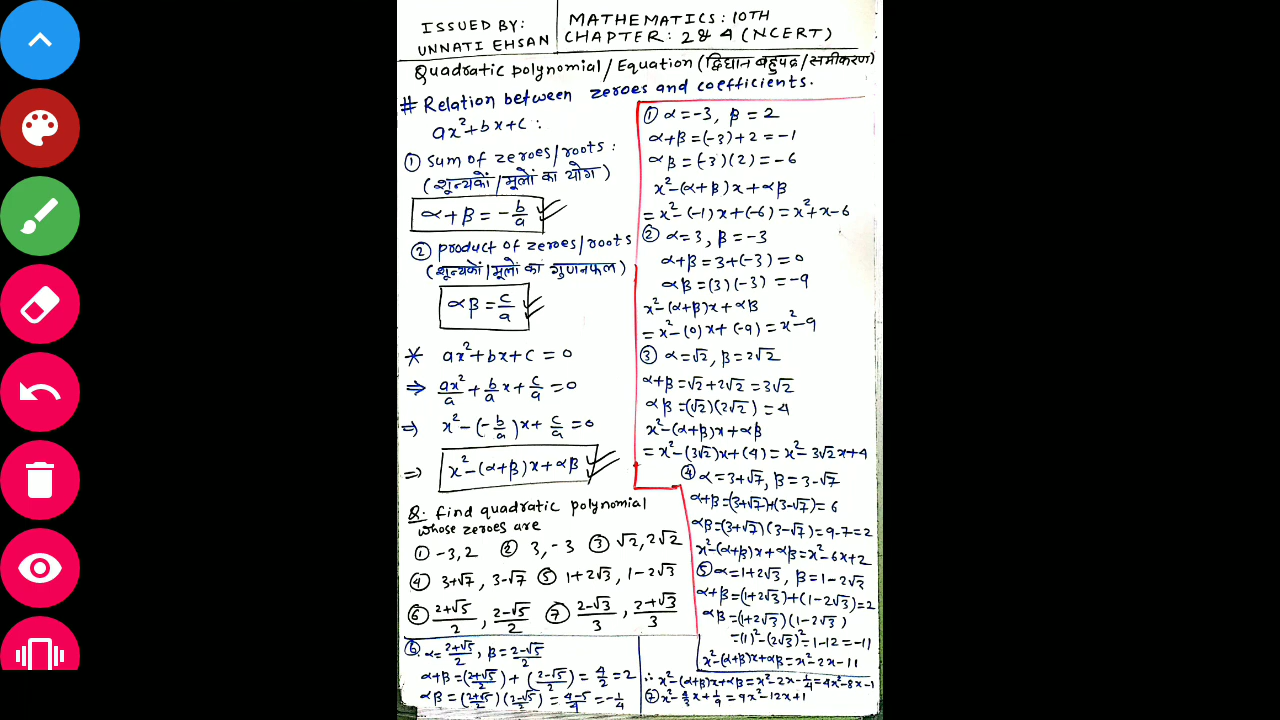 ISSUED BY:
UNNATI EHSAN
MATHEMATICS: 10TH
CHAPTER: 2 & 4 (NCERT)
Quadratic polynomial/Equation (द्विघात बहुपद/समीकरण)
# Relation between zeroes and coefficients.
ax²+bx+c:
① sum of zeroes/roots:
(शून्यकों/मूलों का योग)
α+β = -b/a
② product of zeroes/roots
(शून्यकों/मूलों का गुणनफल)
αβ = c/a
* ax²+bx+c = 0
⇒ ax²/a + b/a x + c/a = 0
⇒ x² - (-b/a)x + c/a = 0
⇒ x² - (α+β)x + αβ
Q. find quadratic polynomial
whose zeroes are
① -3, 2 ② 3, -3 ③ √2, 2√2
④ 3+√7, 3-√7 ⑤ 1+2√3, 1-2√3
⑥ (2+√5)/2, (2-√5)/2 ⑦ (2-√3)/3, (2+√3)/3
① α = -3, β = 2
α+β = (-3)+2 = -1
αβ = (-3)(2) = -6
x²-(α+β)x+αβ
= x²-(-1)x+(-6) = x²+x-6
② α = 3, β = -3
α+β = 3+(-3) = 0
αβ = (3)(-3) = -9
x²-(α+β)x+αβ
= x²-(0)x+(-9) = x²-9
③ α = √2, β = 2√2
α+β = √2+2√2 = 3√2
αβ = (√2)(2√2) = 4
x²-(α+β)x+αβ
= x²-(3√2)x+(4) = x²-3√2x+4
④ α = 3+√7, β = 3-√7
α+β = (3+√7)+(3-√7) = 6
αβ = (3+√7)(3-√7) = 9-7 = 2
x²-(α+β)x+αβ = x²-6x+2
⑤ α = 1+2√3, β = 1-2√3
α+β = (1+2√3)+(1-2√3) = 2
αβ = (1+2√3)(1-2√3)
= (1)²-(2√3)² = 1-12 = -11
x²-(α+β)x+αβ = x²-2x-11
⑥ α = (2+√5)/2, β = (2-√5)/2
α+β = ((2+√5)/2) + ((2-√5)/2) = 4/2 = 2
αβ = ((2+√5)/2)((2-√5)/2) = (4-5)/4 = -1/4
∴ x²-(α+β)x+αβ = x²-2x-1/4 = 4x²-8x-1
⑦ x²-4/3x+1/9 = 9x²-12x+1